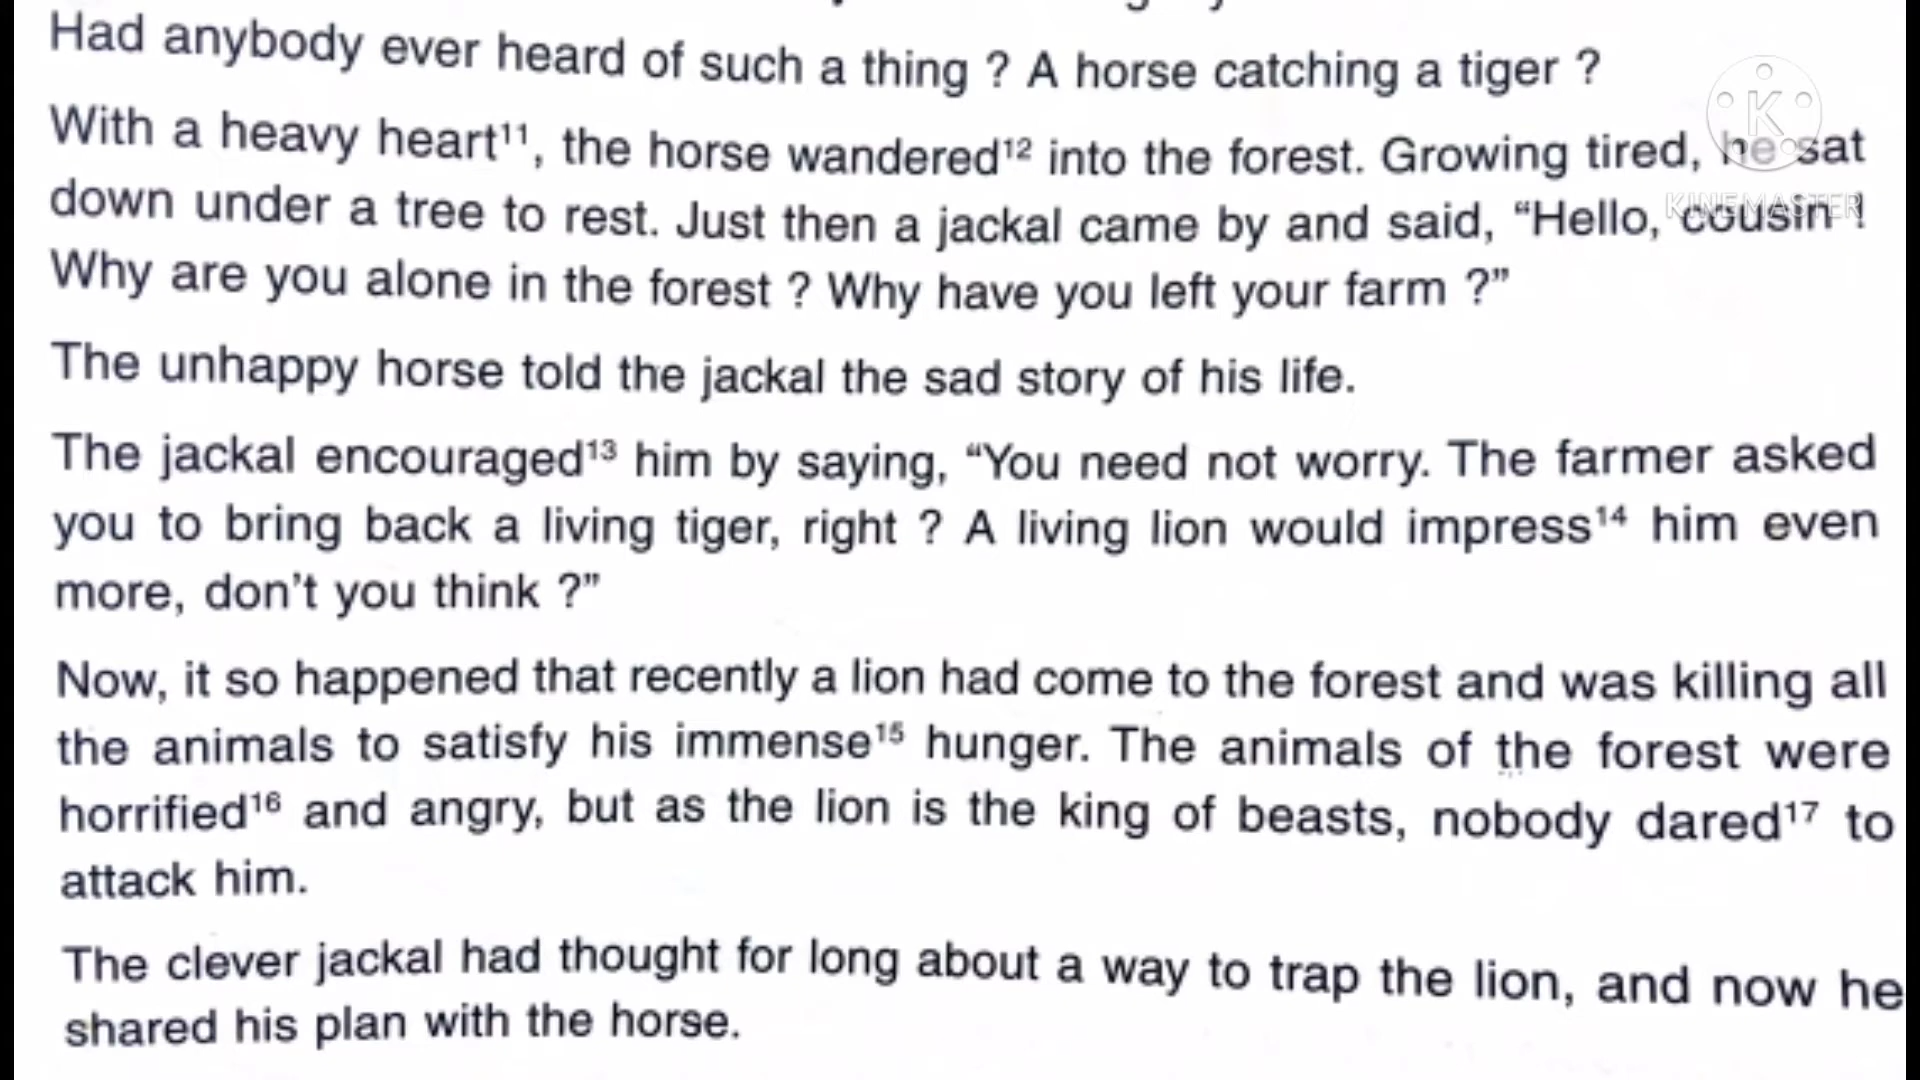 Had anybody ever heard of such a thing ? A horse catching a tiger ?
With a heavy heart¹¹, the horse wandered¹² into the forest. Growing tired, he sat
down under a tree to rest. Just then a jackal came by and said, “Hello, cousin !
Why are you alone in the forest ? Why have you left your farm ?”
The unhappy horse told the jackal the sad story of his life.
The jackal encouraged¹³ him by saying, “You need not worry. The farmer asked
you to bring back a living tiger, right ? A living lion would impress¹⁴ him even
more, don’t you think ?”
Now, it so happened that recently a lion had come to the forest and was killing all
the animals to satisfy his immense¹⁵ hunger. The animals of the forest were
horrified¹⁶ and angry, but as the lion is the king of beasts, nobody dared¹⁷ to
attack him.
The clever jackal had thought for long about a way to trap the lion, and now he
shared his plan with the horse.
K
KINEMASTER